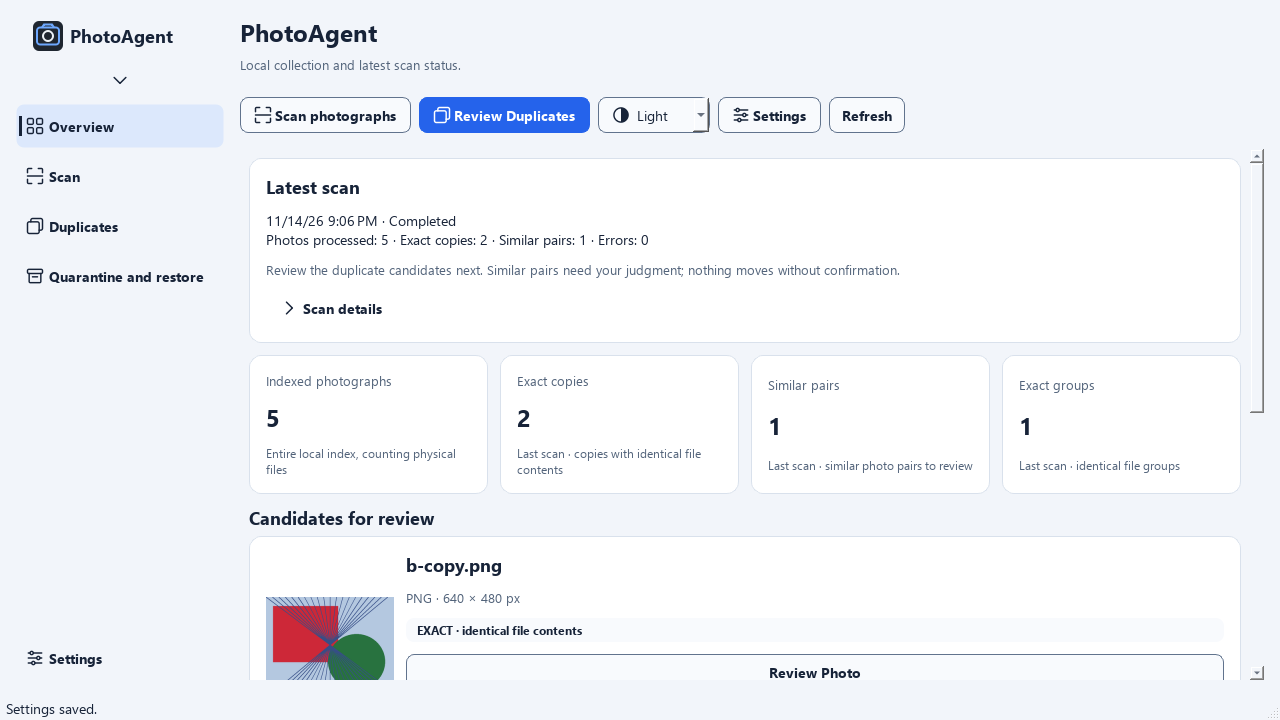 PhotoAgent
Overview
Scan
Duplicates
Quarantine and restore
Settings
PhotoAgent
Local collection and latest scan status.
Scan photographs
Review Duplicates
Light
Settings
Refresh
Latest scan
11/14/26 9:06 PM · Completed
Photos processed: 5 · Exact copies: 2 · Similar pairs: 1 · Errors: 0
Review the duplicate candidates next. Similar pairs need your judgment; nothing moves without confirmation.
Scan details
Indexed photographs
5
Entire local index, counting physical
files
Exact copies
2
Last scan · copies with identical file
contents
Similar pairs
1
Last scan · similar photo pairs to review
Exact groups
1
Last scan · identical file groups
Candidates for review
b-copy.png
PNG · 640 × 480 px
EXACT · identical file contents
Review Photo
Settings saved.